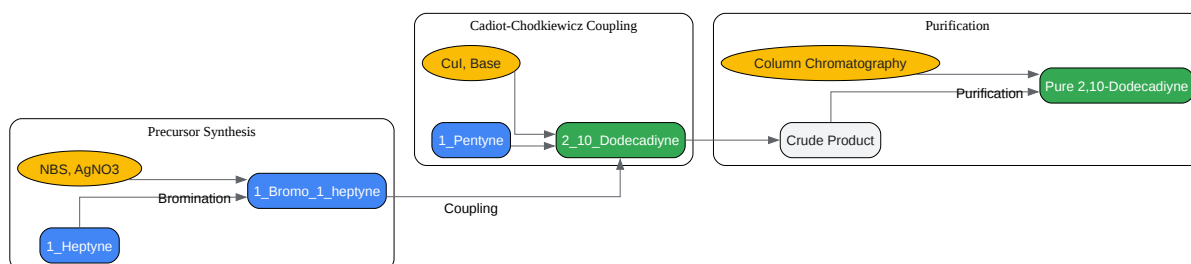 Precursor Synthesis
NBS, AgNO3
1_Bromo_1_heptyne
Bromination
1_Heptyne
Coupling
Cadiot-Chodkiewicz Coupling
CuI, Base
1_Pentyne
2_10_Dodecadiyne
Purification
Column Chromatography
Pure 2,10-Dodecadiyne
Purification
Crude Product